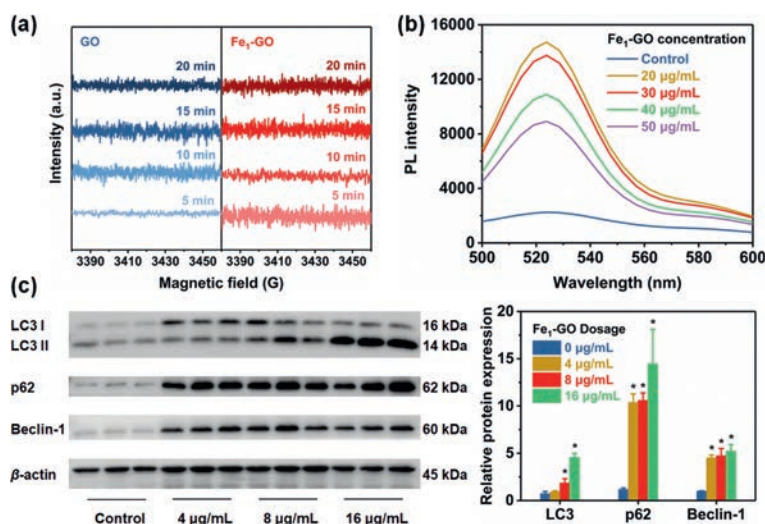 (a)
GO
Fe₁-GO
20 min
20 min
15 min
15 min
10 min
10 min
5 min
5 min
Intensity (a.u.)
3390 3410 3430 3450 3390 3410 3430 3450
Magnetic field (G)
(b)
16000
12000
8000
4000
0
PL intensity
Fe₁-GO concentration
Control
20 µg/mL
30 µg/mL
40 µg/mL
50 µg/mL
500 520 540 560 580 600
Wavelength (nm)
(c)
LC3 I
16 kDa
LC3 II
14 kDa
p62
62 kDa
Beclin-1
60 kDa
β-actin
45 kDa
Control 4 µg/mL 8 µg/mL 16 µg/mL
Relative protein expression
20
15
10
5
0
Fe₁-GO Dosage
0 µg/mL
4 µg/mL
8 µg/mL
16 µg/mL
* * * * * * * *
LC3 p62 Beclin-1